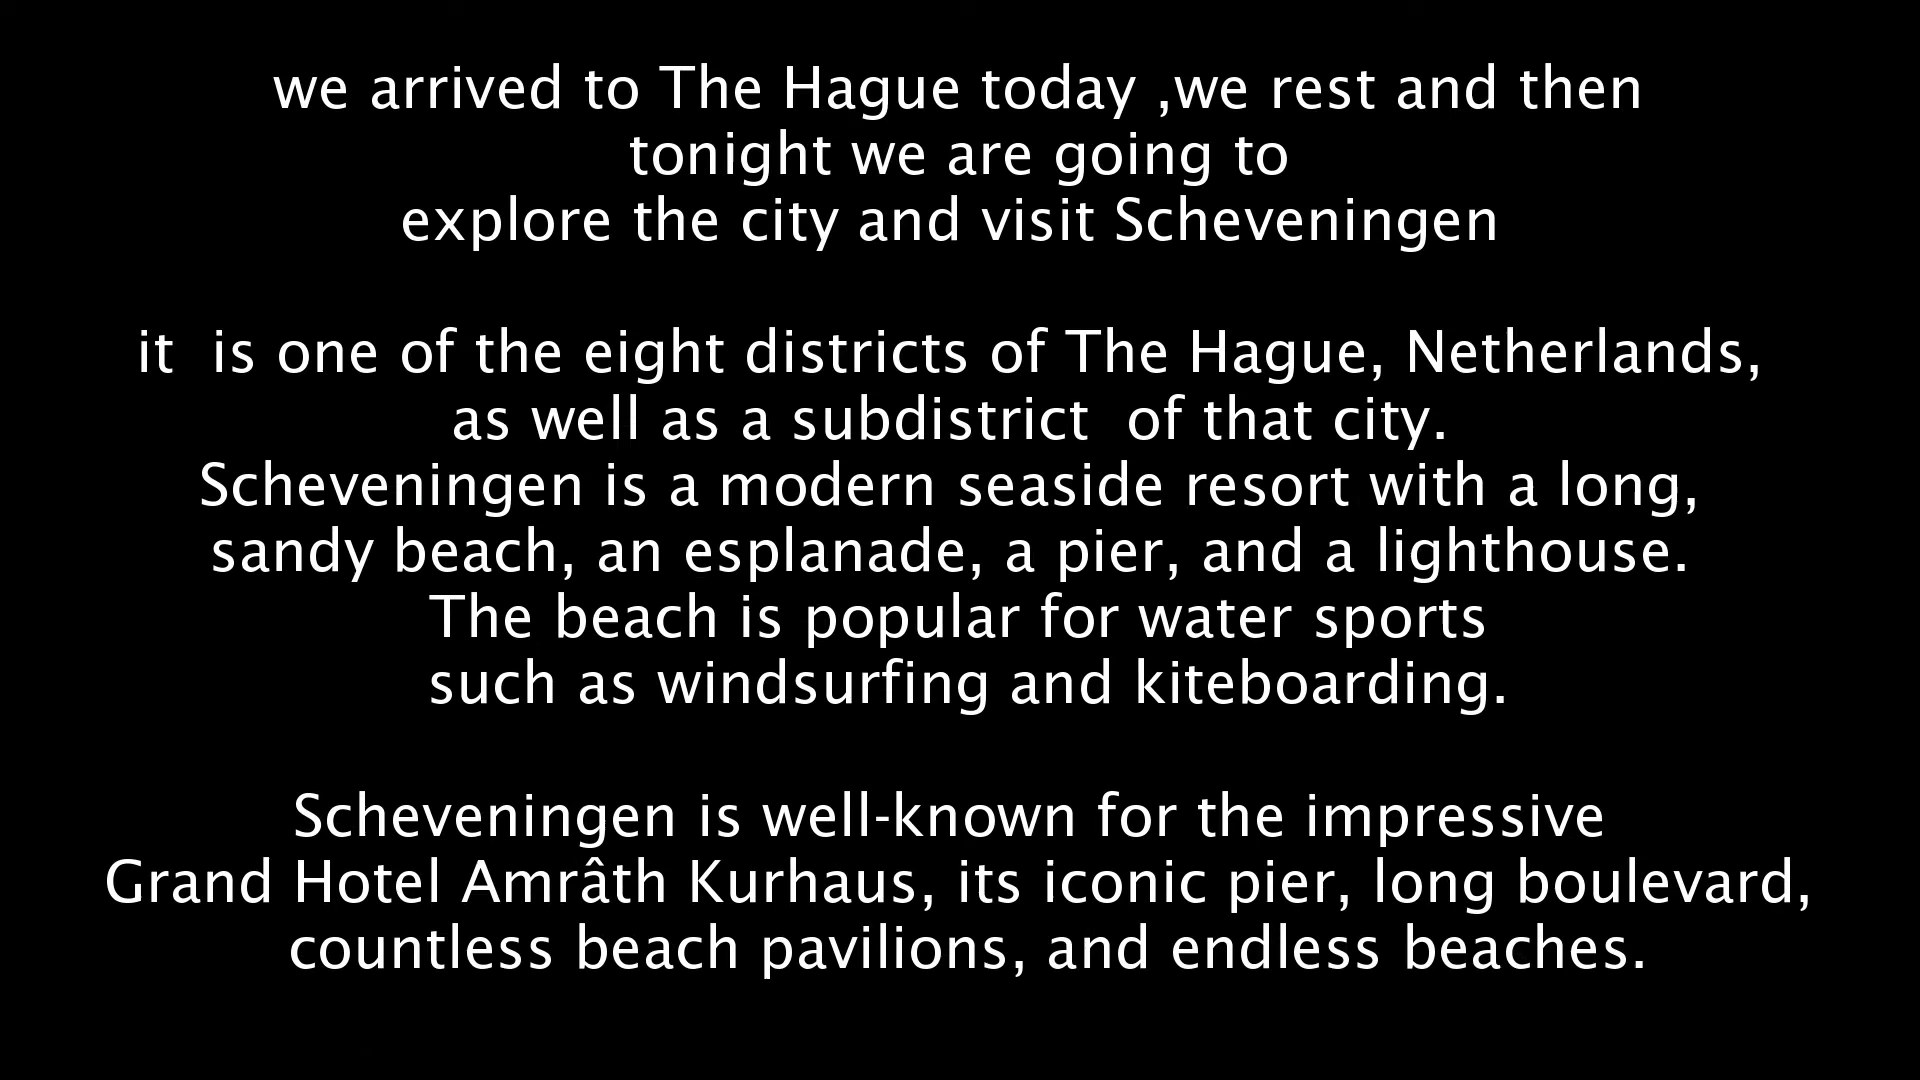 we arrived to The Hague today ,we rest and then
tonight we are going to
explore the city and visit Scheveningen
it  is one of the eight districts of The Hague, Netherlands,
as well as a subdistrict  of that city.
Scheveningen is a modern seaside resort with a long,
sandy beach, an esplanade, a pier, and a lighthouse.
The beach is popular for water sports
such as windsurfing and kiteboarding.
Scheveningen is well-known for the impressive
Grand Hotel Amrâth Kurhaus, its iconic pier, long boulevard,
countless beach pavilions, and endless beaches.